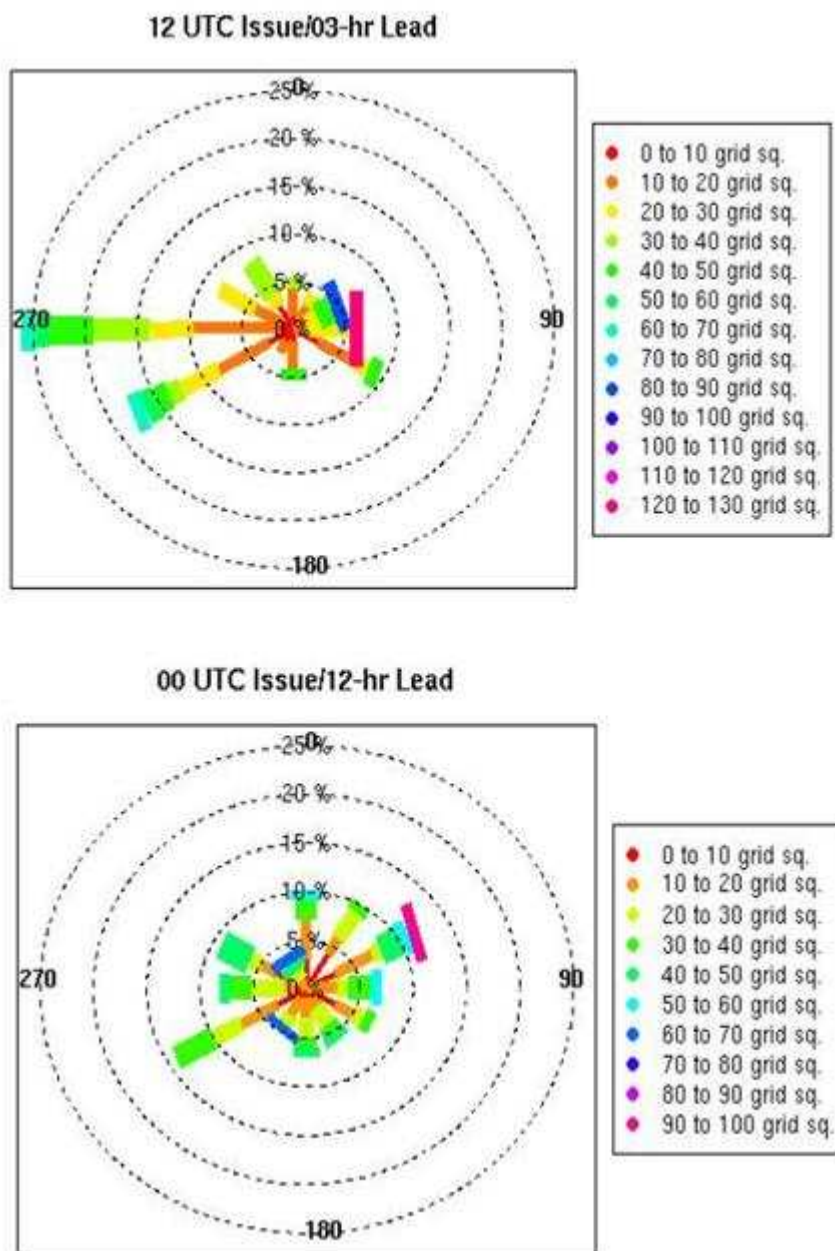 12 UTC Issue/03-hr Lead
0
25 %
20 %
15 %
10 %
5 %
0 %
270
90
180
0 to 10 grid sq.
10 to 20 grid sq.
20 to 30 grid sq.
30 to 40 grid sq.
40 to 50 grid sq.
50 to 60 grid sq.
60 to 70 grid sq.
70 to 80 grid sq.
80 to 90 grid sq.
90 to 100 grid sq.
100 to 110 grid sq.
110 to 120 grid sq.
120 to 130 grid sq.
00 UTC Issue/12-hr Lead
0
25 %
20 %
15 %
10 %
5 %
0 %
270
90
180
0 to 10 grid sq.
10 to 20 grid sq.
20 to 30 grid sq.
30 to 40 grid sq.
40 to 50 grid sq.
50 to 60 grid sq.
60 to 70 grid sq.
70 to 80 grid sq.
80 to 90 grid sq.
90 to 100 grid sq.